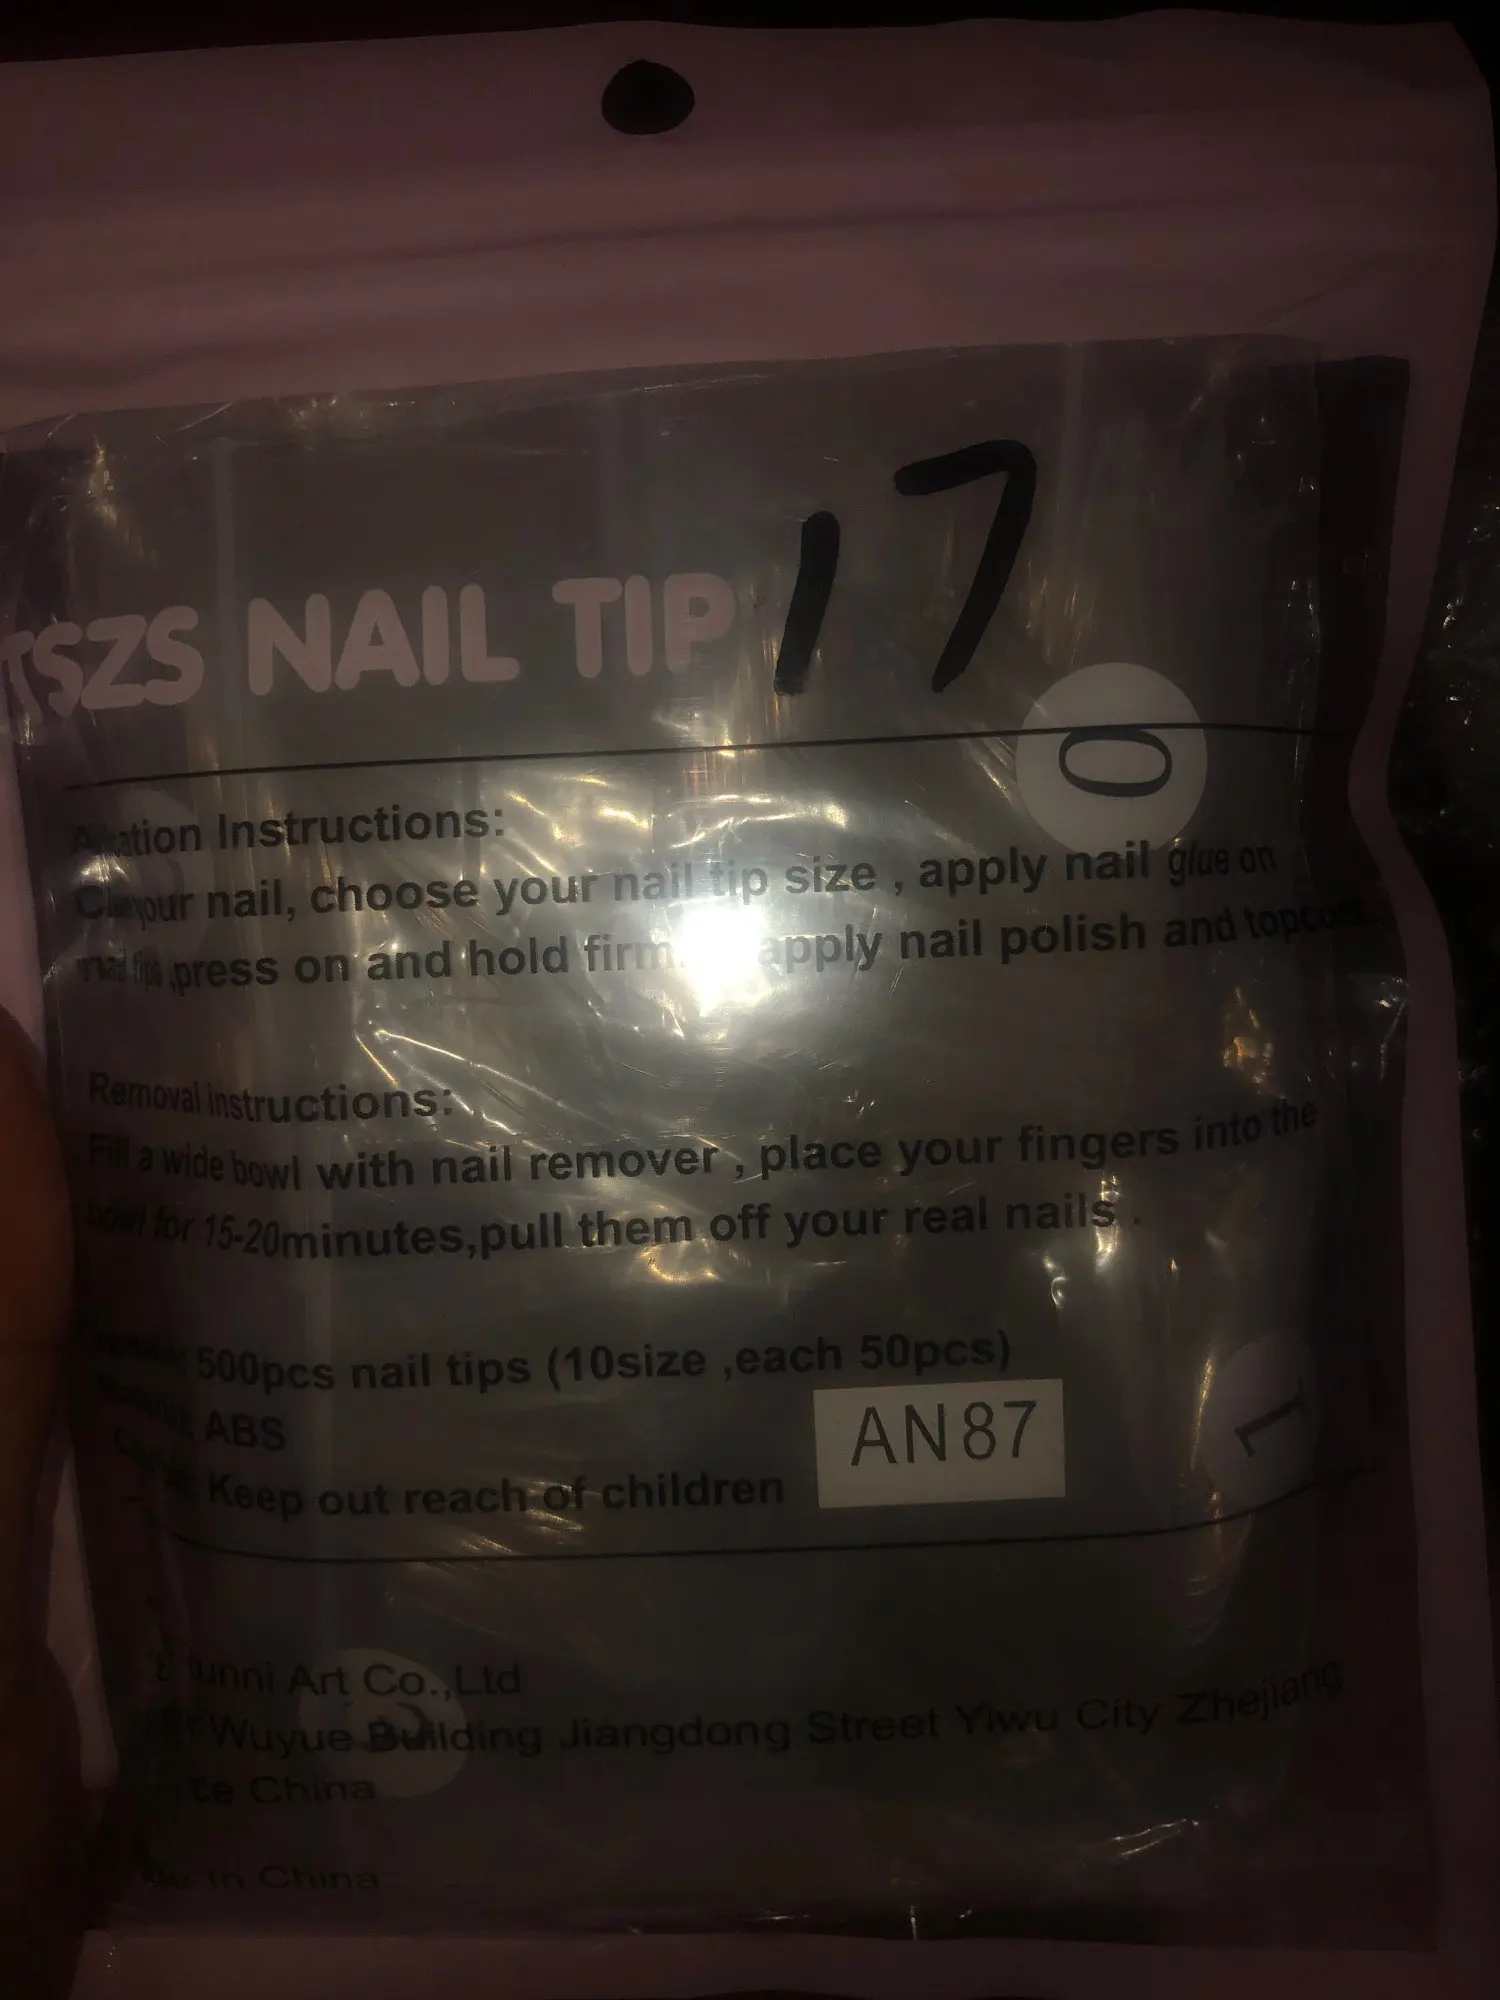 TSZS NAIL TIP 17
0
Instructions:
your nail, choose your nail tip size , apply nail glue on
nail tips ,press on and hold firm. apply nail polish and topcoat.
Removal instructions:
Fill a wide bowl with nail remover , place your fingers into the
bowl for 15-20minutes,pull them off your real nails .
500pcs nail tips (10size ,each 50pcs)
ABS
AN87
1
Keep out reach of children
Art Co.,Ltd
Wuyue Building Jiangdong Street Yiwu City Zhejiang
China
in China